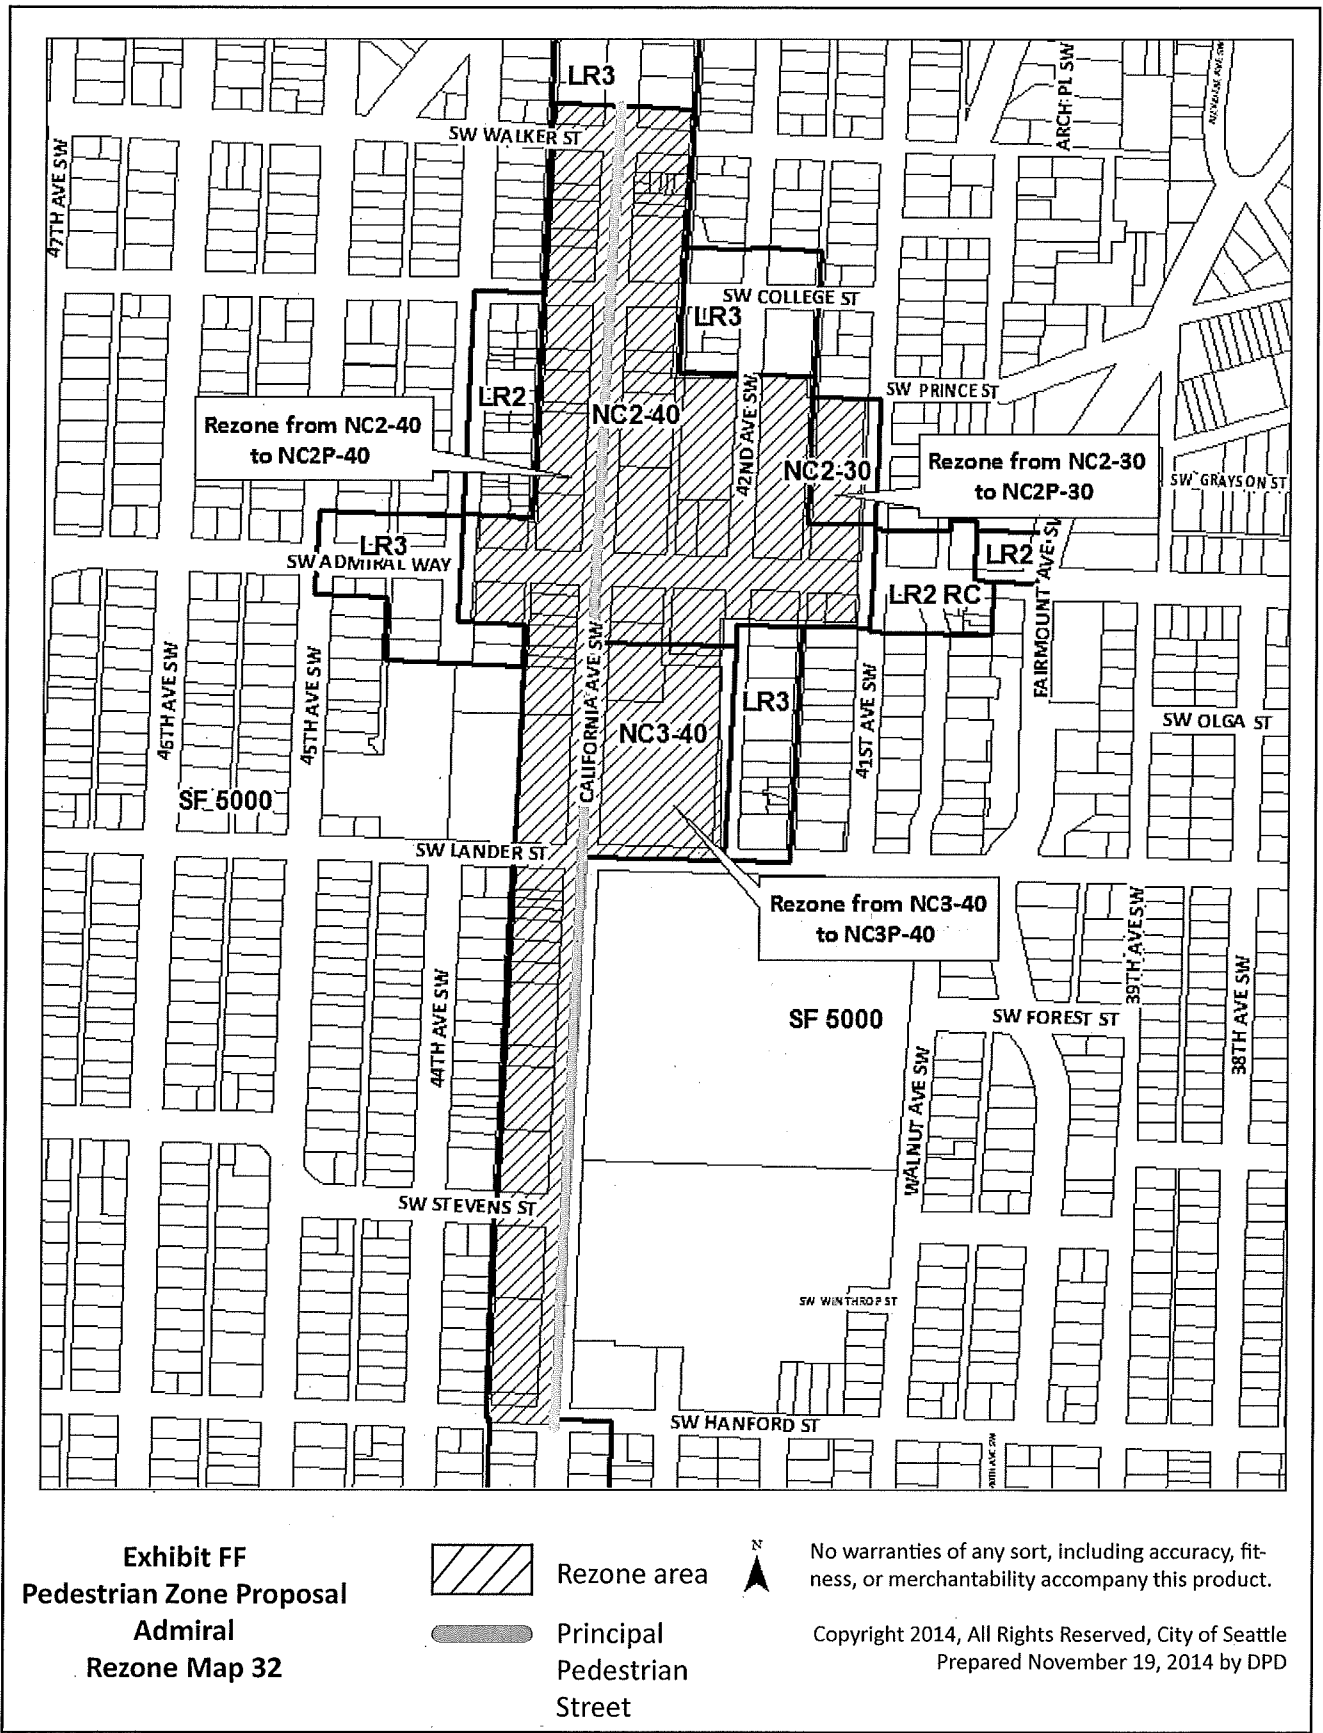 LR3
SW WALKER ST
47TH AVE SW
ARCH PL SW
SW COLLEGE ST
LR3
SW PRINCE ST
LR2
NC2-40
42ND AVE SW
NC2-30
Rezone from NC2-40
to NC2P-40
Rezone from NC2-30
to NC2P-30
SW GRAYSON ST
LR3
SW ADMIRAL WAY
LR2
LR2 RC
FAIRMOUNT AVE SW
46TH AVE SW
45TH AVE SW
CALIFORNIA AVE SW
NC3-40
LR3
41ST AVE SW
SW OLGA ST
SF 5000
SW LANDER ST
Rezone from NC3-40
to NC3P-40
44TH AVE SW
SF 5000
39TH AVE SW
SW FOREST ST
38TH AVE SW
WALNUT AVE SW
SW STEVENS ST
SW WINTHROP ST
SW HANFORD ST
Exhibit FF
Pedestrian Zone Proposal
Admiral
Rezone Map 32
Rezone area
Principal
Pedestrian
Street
N
No warranties of any sort, including accuracy, fit-
ness, or merchantability accompany this product.
Copyright 2014, All Rights Reserved, City of Seattle
Prepared November 19, 2014 by DPD